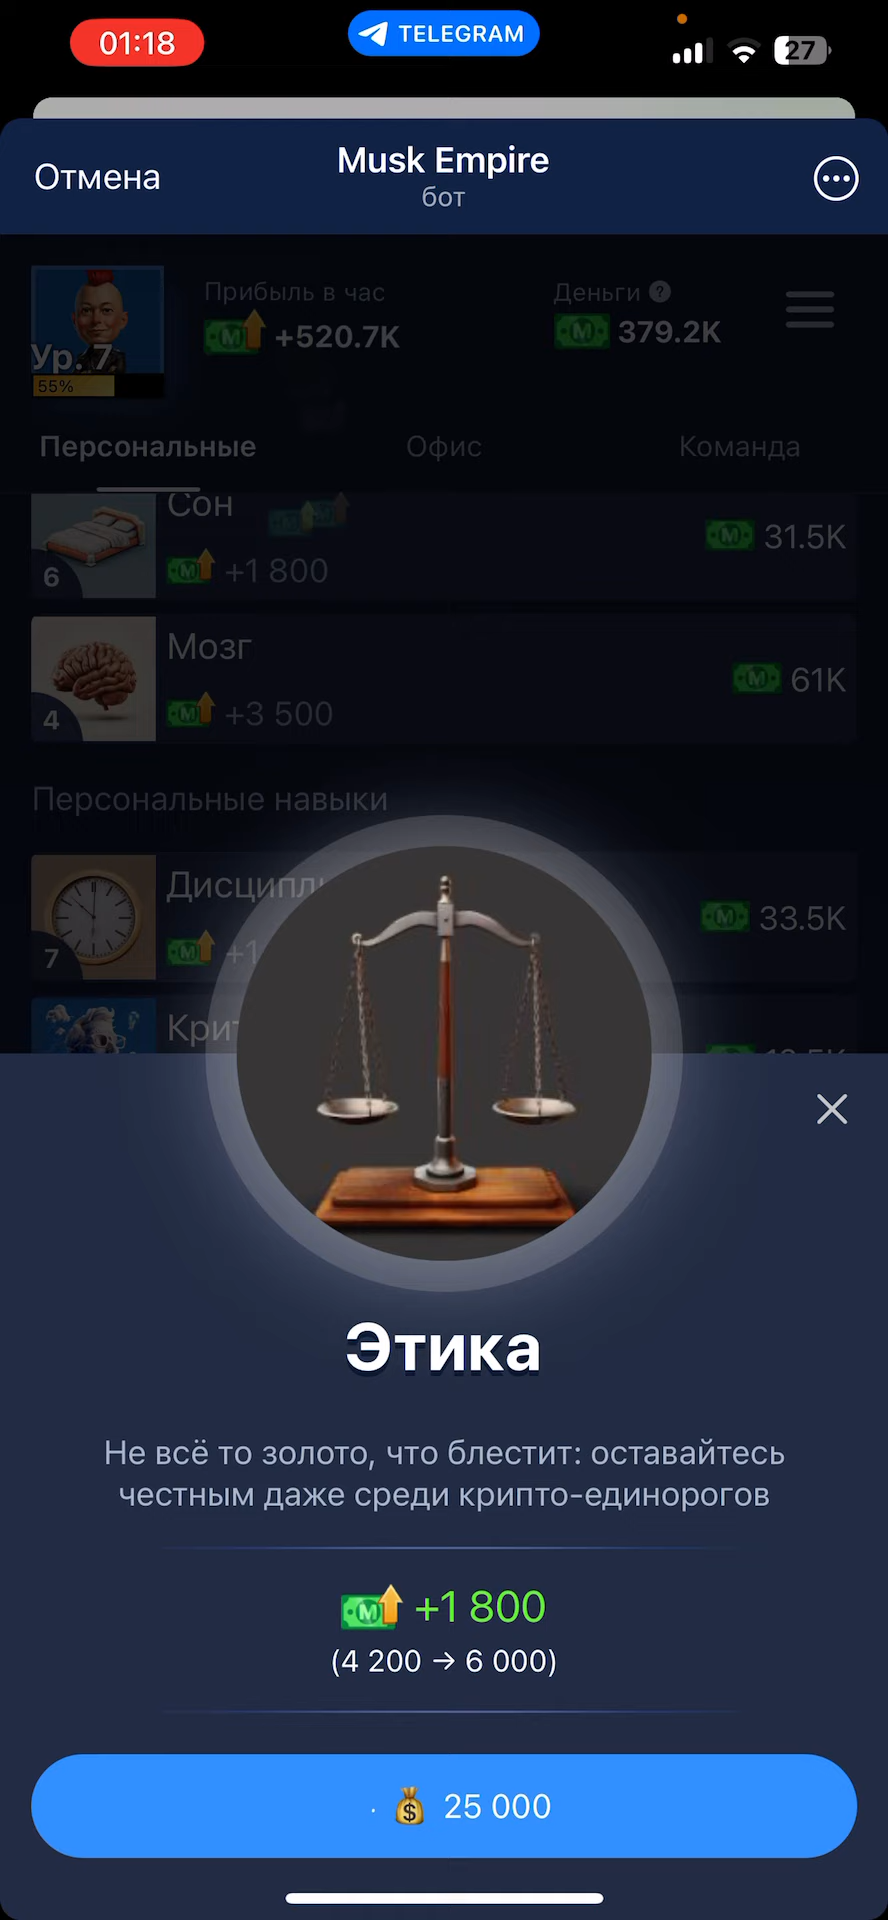 01:18
TELEGRAM
27
Отмена
Musk Empire
бот
Прибыль в час
+520.7K
Деньги ?
379.2K
Ур. 7
55%
Персональные
Офис
Команда
Сон
31.5K
6
+1 800
Мозг
61K
4
+3 500
Персональные навыки
33.5K
7
Этика
Не всё то золото, что блестит: оставайтесь
честным даже среди крипто-единорогов
+1 800
(4 200 → 6 000)
25 000